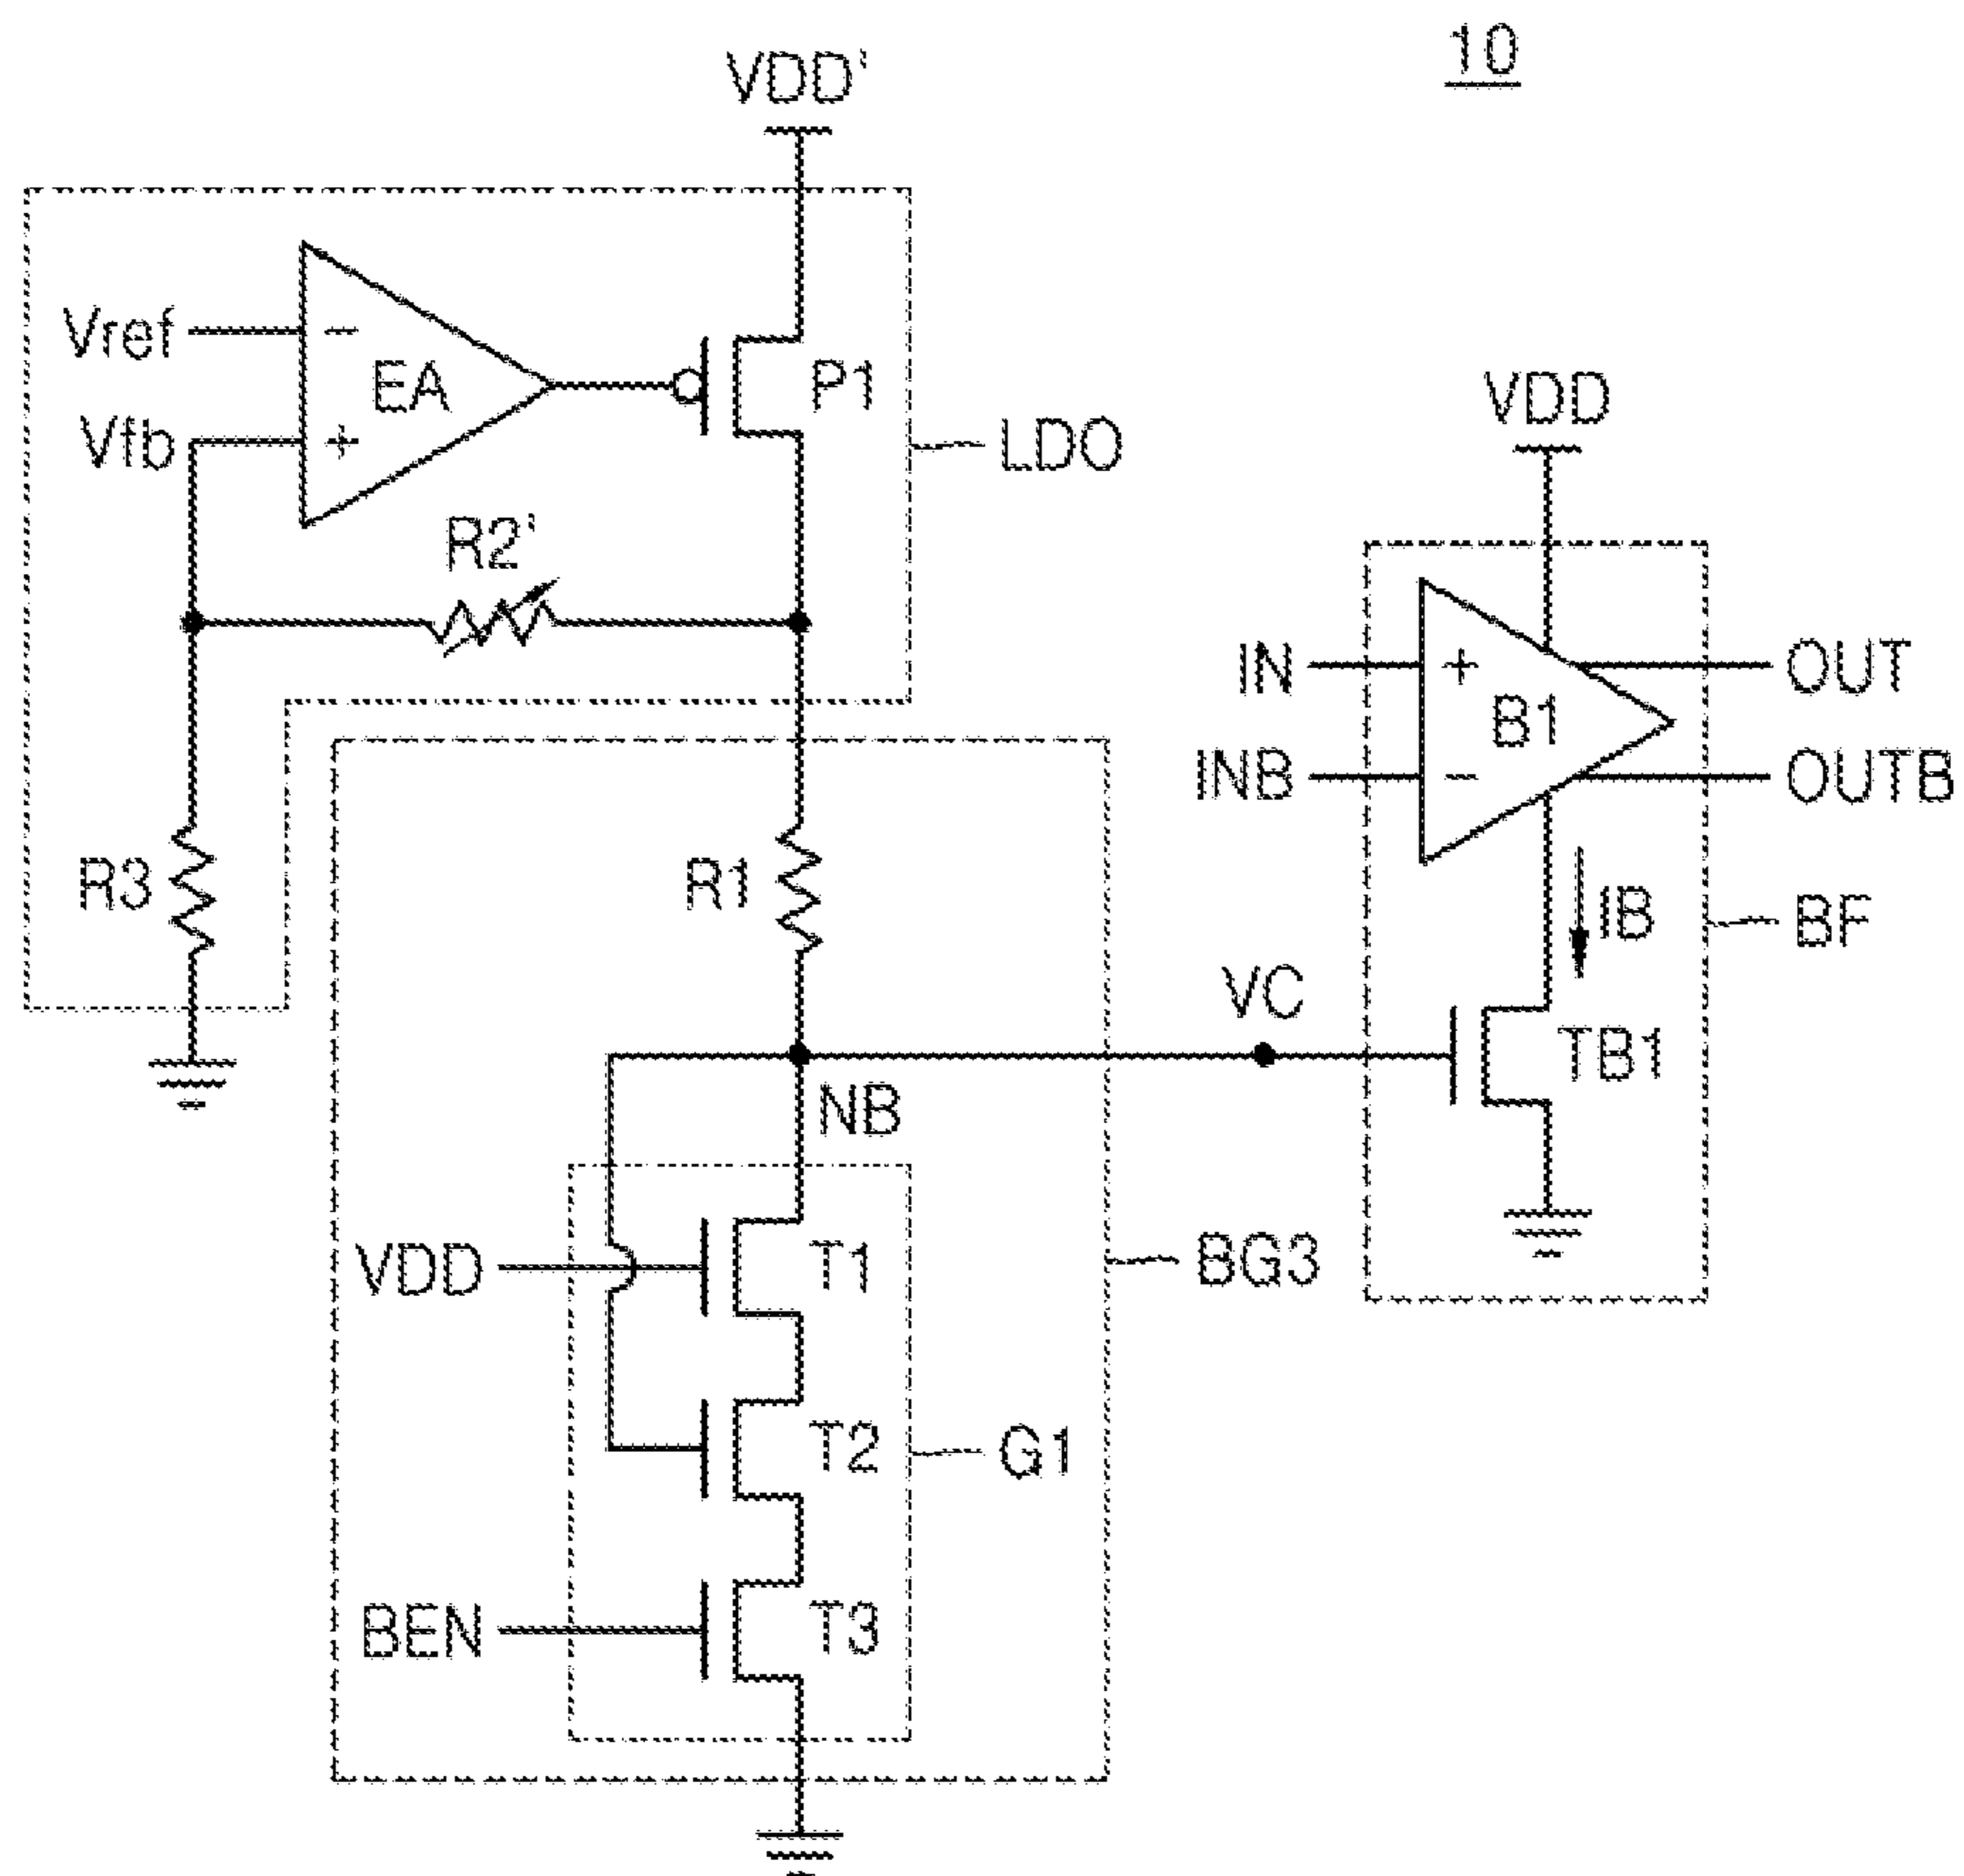 10
VDD'
Vref
−
EA
P1
Vfb
+
LDO
VDD
R2'
IN
+
OUT
B1
INB
−
OUTB
R3
R1
IB
BF
VC
TB1
NB
VDD
T1
BG3
T2
G1
BEN
T3